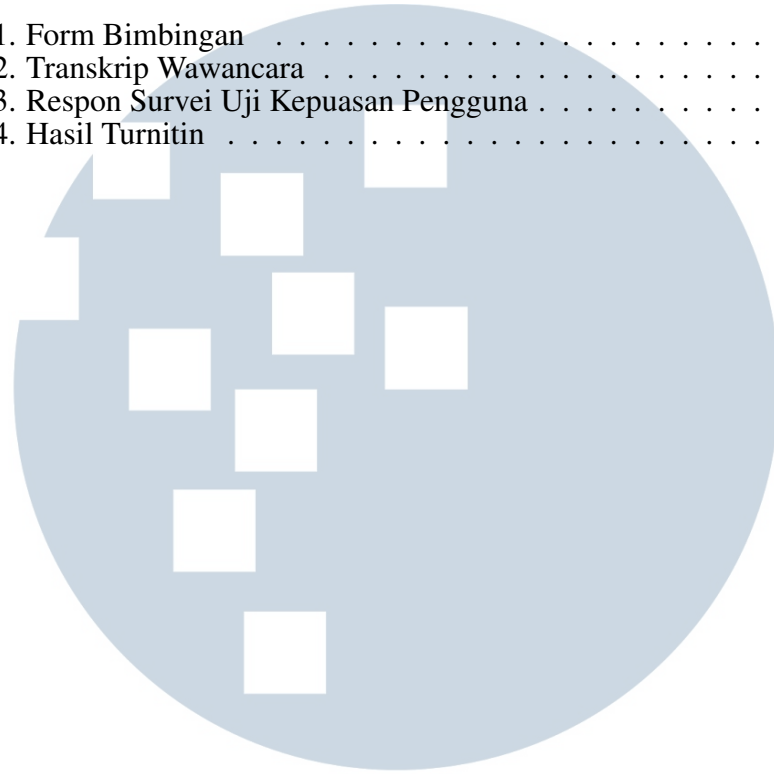 1. Form Bimbingan . . . . . . . . . . . . . . . . . . . . .
2. Transkrip Wawancara . . . . . . . . . . . . . . . . . . .
3. Respon Survei Uji Kepuasan Pengguna . . . . . . . . . .
4. Hasil Turnitin . . . . . . . . . . . . . . . . . . . . . . .